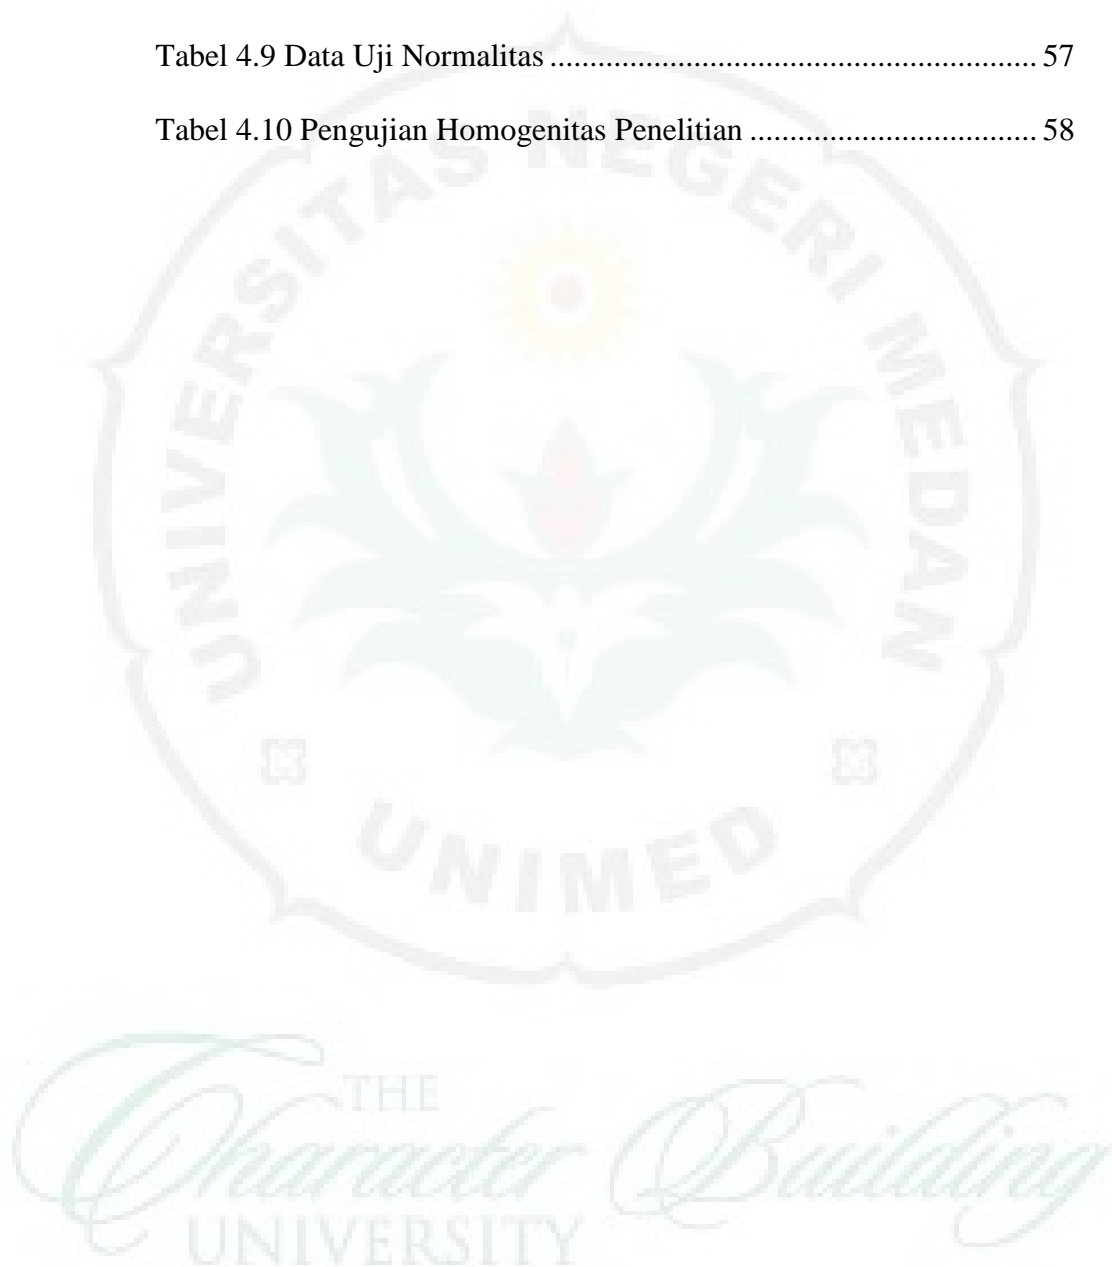 Tabel 4.9 Data Uji Normalitas ............................................................. 57
Tabel 4.10 Pengujian Homogenitas Penelitian .................................... 58
UNIVERSITAS NEGERI MEDAN
UNIMED
THE
Character Building
UNIVERSITY